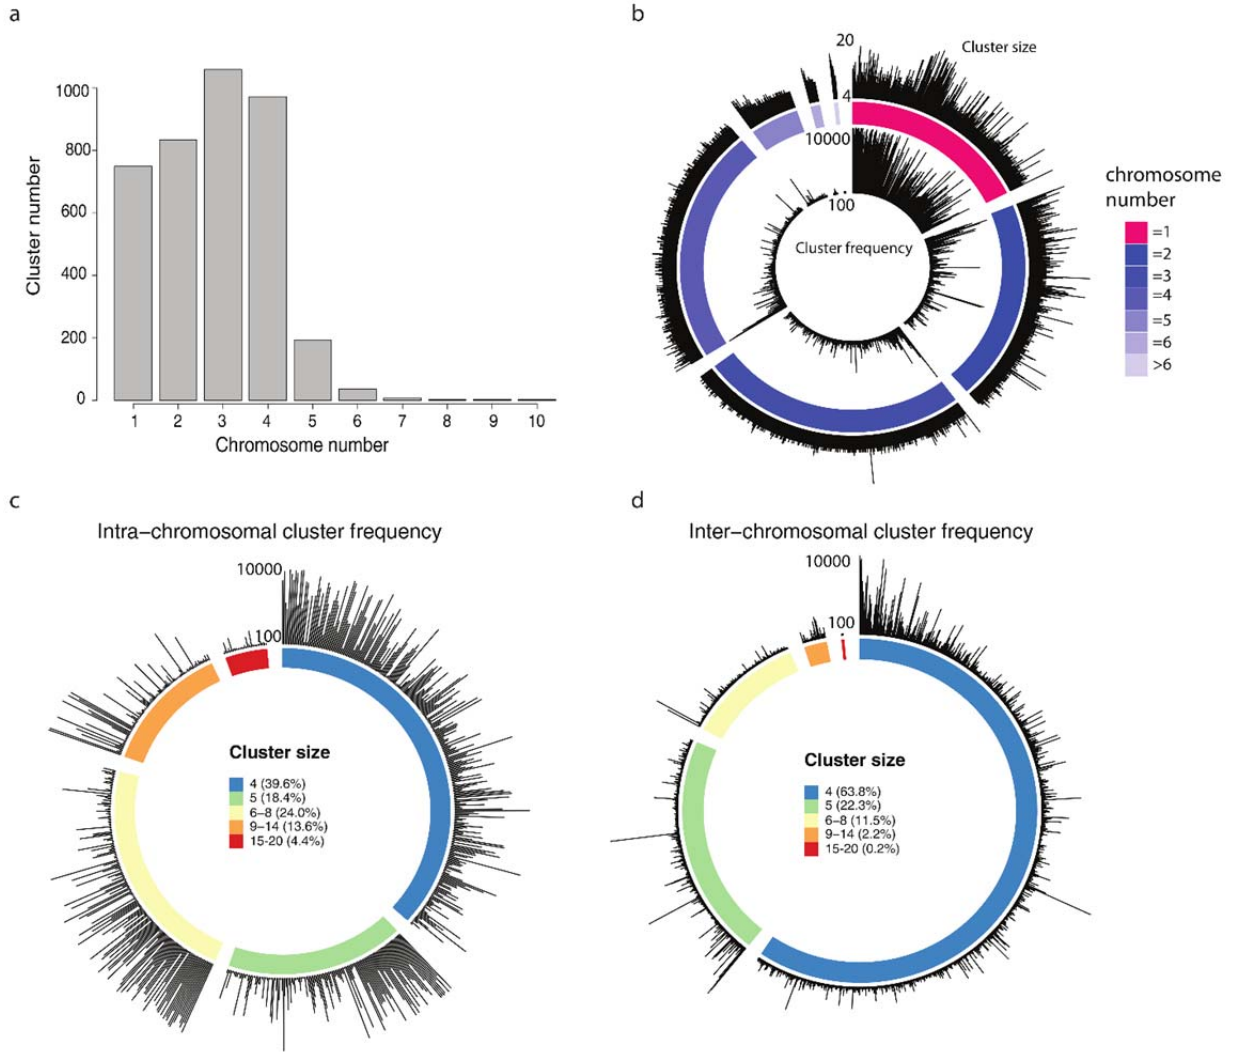 a
1000
800
600
400
200
0
Cluster number
1 2 3 4 5 6 7 8 9 10
Chromosome number
b
20
Cluster size
4
10000
100
Cluster frequency
chromosome
number
=1
=2
=3
=4
=5
=6
>6
c
Intra–chromosomal cluster frequency
10000
100
Cluster size
4 (39.6%)
5 (18.4%)
6–8 (24.0%)
9–14 (13.6%)
15-20 (4.4%)
d
Inter–chromosomal cluster frequency
10000
100
Cluster size
4 (63.8%)
5 (22.3%)
6–8 (11.5%)
9–14 (2.2%)
15-20 (0.2%)